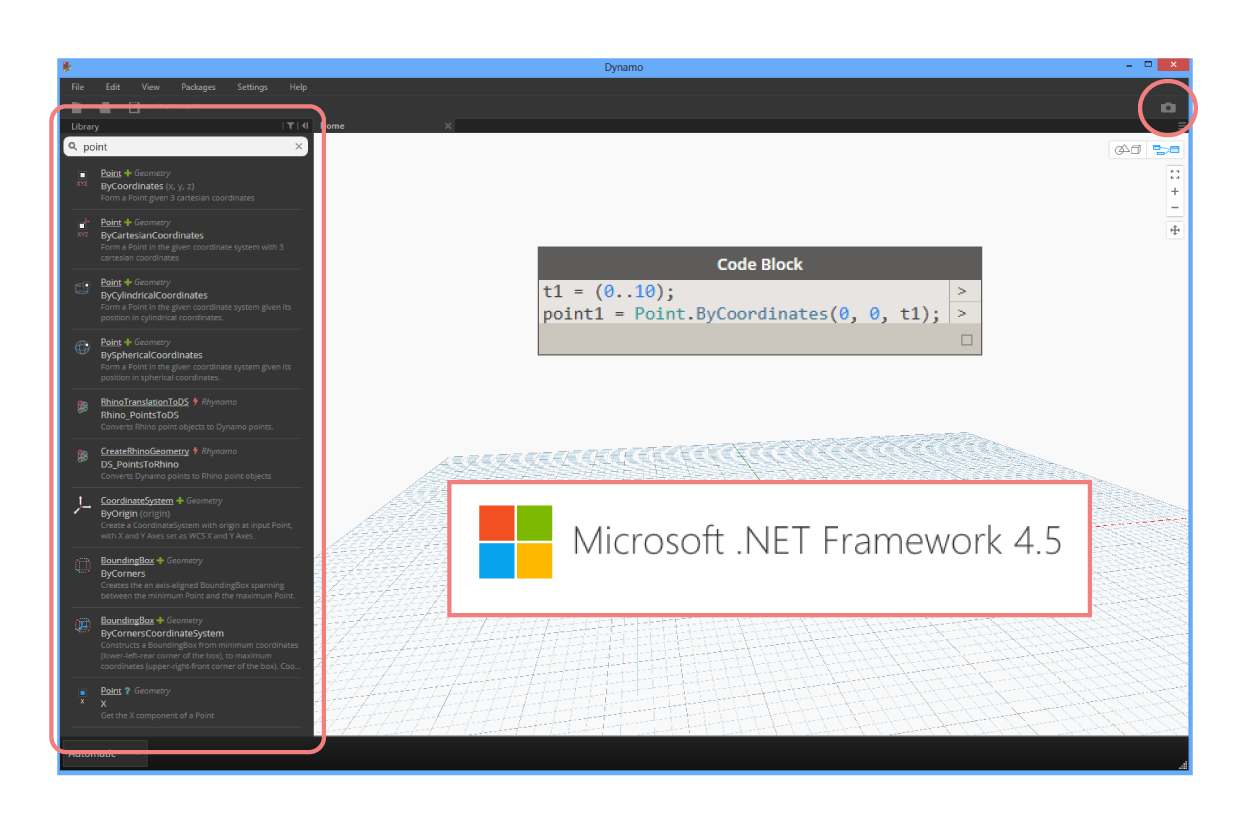 Dynamo
File Edit View Packages Settings Help
Library
Home
point
Point Geometry
XYZ
ByCoordinates (x, y, z)
Form a Point given 3 cartesian coordinates
Point Geometry
XYZ
ByCartesianCoordinates
Form a Point in the given coordinate system with 3
cartesian coordinates
Point Geometry
ByCylindricalCoordinates
Form a Point in the given coordinate system given its
position in cylindrical coordinates.
Point Geometry
BySphericalCoordinates
Form a Point in the given coordinate system given its
position in spherical coordinates.
RhinoTranslationToDS Rhynamo
Rhino_PointsToDS
Converts Rhino point objects to Dynamo points.
CreateRhinoGeometry Rhynamo
DS_PointsToRhino
Converts Dynamo points to Rhino point objects
CoordinateSystem Geometry
ByOrigin (origin)
Create a CoordinateSystem with origin at input Point,
with X and Y Axes set as WCS X and Y Axes.
BoundingBox Geometry
ByCorners
Creates the an axis-aligned BoundingBox spanning
between the minimum Point and the maximum Point.
BoundingBox Geometry
ByCornersCoordinateSystem
Constructs a BoundingBox from minimum coordinates
(lower-left-rear corner of the box), to maximum
coordinates (upper-right-front corner of the box). Coo...
Point ? Geometry
X
X
Get the X component of a Point
Automatic
Code Block
t1 = (0..10); >
point1 = Point.ByCoordinates(0, 0, t1); >
Microsoft .NET Framework 4.5